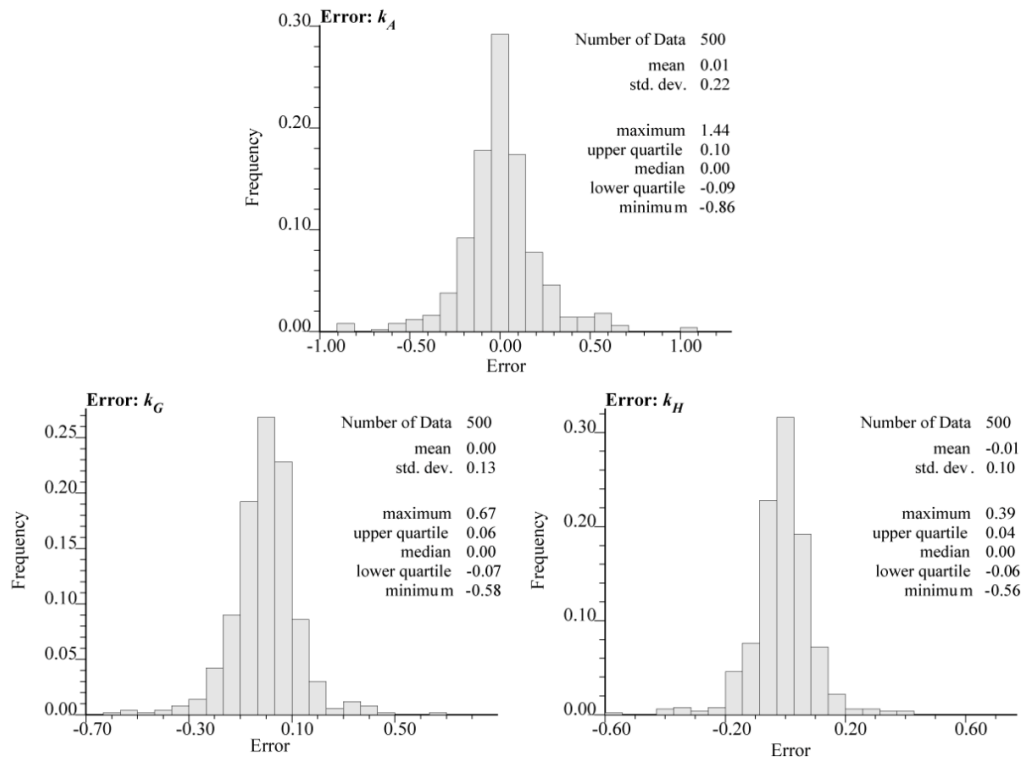 Error: kA
Number of Data 500
mean 0.01
std. dev. 0.22
maximum 1.44
upper quartile 0.10
median 0.00
lower quartile -0.09
minimum -0.86
Frequency
0.30
0.20
0.10
0.00
-1.00 -0.50 0.00 0.50 1.00
Error
Error: kG
Number of Data 500
mean 0.00
std. dev. 0.13
maximum 0.67
upper quartile 0.06
median 0.00
lower quartile -0.07
minimum -0.58
Frequency
0.25
0.20
0.15
0.10
0.05
0.00
-0.70 -0.30 0.10 0.50
Error
Error: kH
Number of Data 500
mean -0.01
std. dev. 0.10
maximum 0.39
upper quartile 0.04
median 0.00
lower quartile -0.06
minimum -0.56
Frequency
0.30
0.20
0.10
0.00
-0.60 -0.20 0.20 0.60
Error